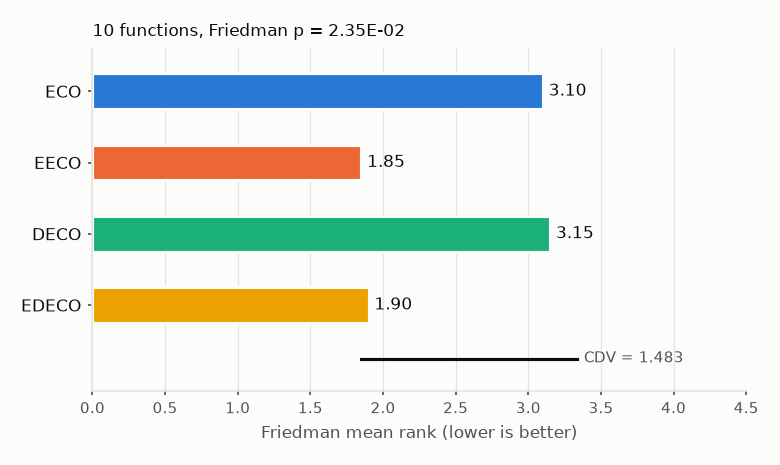 10 functions, Friedman p = 2.35E-02
ECO
3.10
EECO
1.85
DECO
3.15
EDECO
1.90
CDV = 1.483
0.0 0.5 1.0 1.5 2.0 2.5 3.0 3.5 4.0 4.5
Friedman mean rank (lower is better)